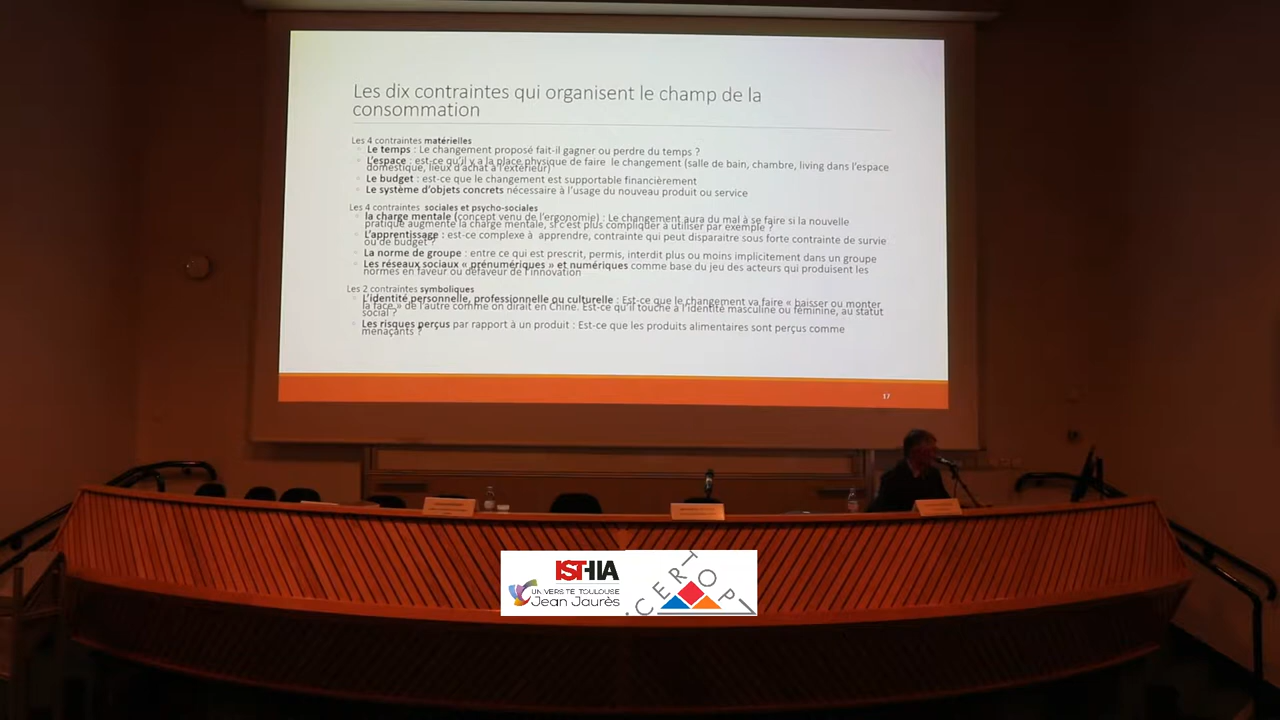 Les dix contraintes qui organisent le champ de la
consommation
Les 4 contraintes matérielles
Le temps : Le changement proposé fait-il gagner ou perdre du temps ?
L'espace : est-ce qu'il y a la place physique de faire le changement (salle de bain, chambre, living dans l'espace
domestique, lieux d'achat à l'extérieur)
Le budget : est-ce que le changement est supportable financièrement
Le système d'objets concrets nécessaire à l'usage du nouveau produit ou service
Les 4 contraintes sociales et psycho-sociales
la charge mentale (concept venu de l'ergonomie) : Le changement aura du mal à se faire si la nouvelle
pratique augmente la charge mentale, si c'est plus compliquer à utiliser par exemple ?
L'apprentissage : est-ce complexe à apprendre, contrainte qui peut disparaitre sous forte contrainte de survie
ou de budget ?
La norme de groupe : entre ce qui est prescrit, permis, interdit plus ou moins implicitement dans un groupe
Les réseaux sociaux « prénumériques » et numériques comme base du jeu des acteurs qui produisent les
normes en faveur ou défaveur de l'innovation
Les 2 contraintes symboliques
L'identité personnelle, professionnelle ou culturelle : Est-ce que le changement va faire « baisser ou monter
la face » de l'autre comme on dirait en Chine. Est-ce qu'il touche à l'identité masculine ou féminine, au statut
social ?
Les risques perçus par rapport à un produit : Est-ce que les produits alimentaires sont perçus comme
menaçants ?
17
ISTHIA
UNIVERSITE TOULOUSE
Jean Jaurès
CERTOP